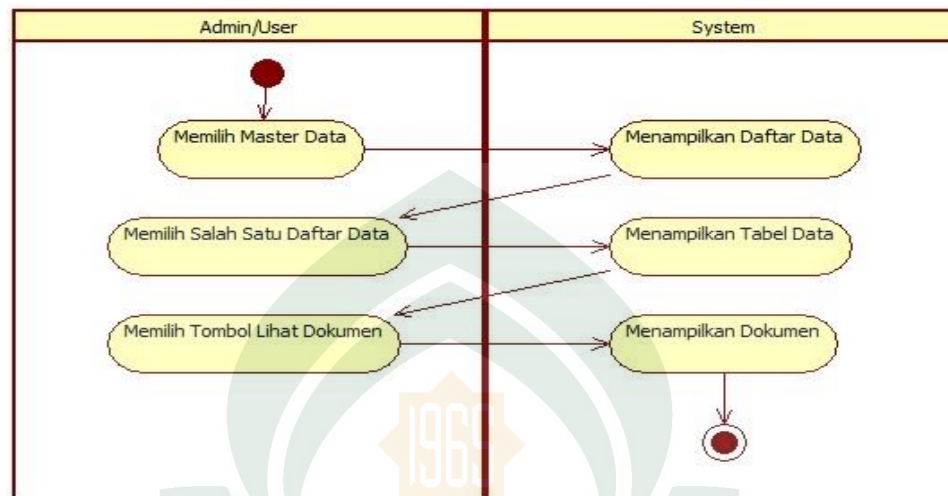 Admin/User
System
Memilih Master Data
Menampilkan Daftar Data
Memilih Salah Satu Daftar Data
Menampilkan Tabel Data
Memilih Tombol Lihat Dokumen
Menampilkan Dokumen
1965